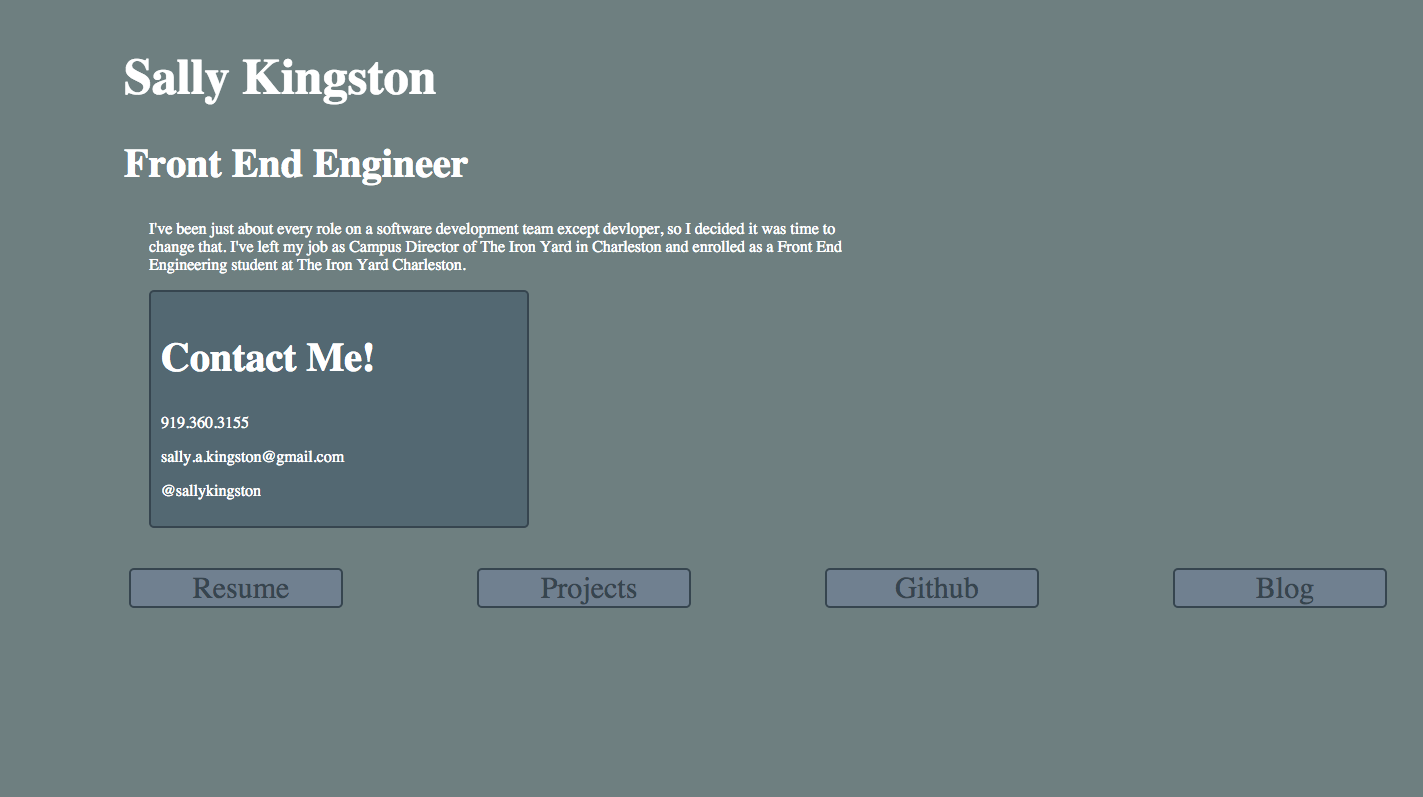 Sally Kingston
Front End Engineer
I've been just about every role on a software development team except devloper, so I decided it was time to
change that. I've left my job as Campus Director of The Iron Yard in Charleston and enrolled as a Front End
Engineering student at The Iron Yard Charleston.
Contact Me!
919.360.3155
sally.a.kingston@gmail.com
@sallykingston
Resume
Projects
Github
Blog